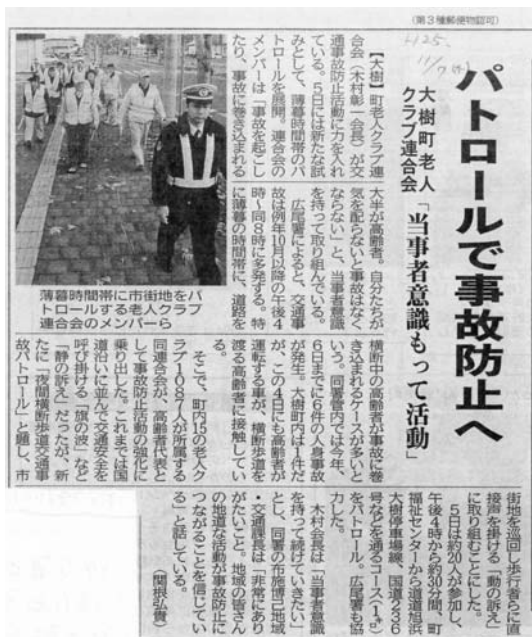 （第3種郵便物認可）
H25.
11/7(木)
パトロールで事故防止へ
大樹町老人
クラブ連合会
「当事者意識もって活動」
【大樹】町老人クラブ連
合会（木村彰一会長）が交
通事故防止活動に力を入れ
ている。5日には新たな試
みとして、薄暮時間帯のパ
トロールを展開。連合会の
メンバーは「事故を起こし
たり、事故に巻き込まれる
大半が高齢者。自分たちが
気を配らないと事故はなく
ならない」と、当事者意識
を持って取り組んでいる。
広尾署によると、交通事
故は例年10月以降の午後4
時～同8時に多発する。特
に薄暮の時間帯に、道路を
薄暮時間帯に市街地をパ
トロールする老人クラブ
連合会のメンバーら
横断中の高齢者が事故に巻
き込まれるケースが多いと
いう。同署管内では今年、
6日までに6件の人身事故
が発生。大樹町内は1件だ
が、この4日にも高齢者が
運転する車が、横断歩道を
渡る高齢者に接触してい
る。
そこで、町内15の老人ク
ラブ1087人が所属する
同連合会が、高齢者代表と
して事故防止活動の強化に
乗り出した。これまでは国
道沿いに並んで交通安全を
呼び掛ける「旗の波」など
「静の訴え」だったが、新
たに「夜間横断歩道交通事
故パトロール」と題し、市
街地を巡回し歩行者らに直
接声を掛ける「動の訴え」
に取り組むことにした。
5日は約20人が参加し、
午後4時から約30分間、町
福祉センターから道道旭浜
大樹停車場線、国道236
号などを通るコース（1㌔）
をパトロール。広尾署も協
力した。
木村会長は「当事者意識
を持って続けていきたい」
とし、同署の布施博己地域
・交通課長は「非常にあり
がたいこと。地域の皆さん
の地道な活動が事故防止に
つながることを信じてい
る」と話している。
（関根弘貴）